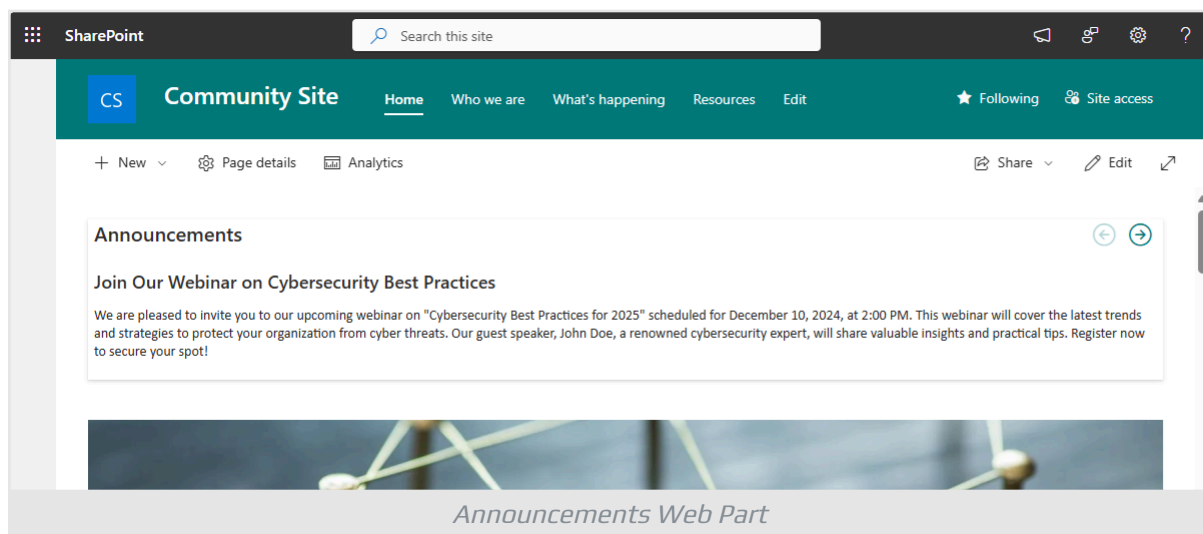 SharePoint
Search this site
?
CS
Community Site
Home
Who we are
What's happening
Resources
Edit
Following
Site access
New
Page details
Analytics
Share
Edit
Announcements
Join Our Webinar on Cybersecurity Best Practices
We are pleased to invite you to our upcoming webinar on "Cybersecurity Best Practices for 2025" scheduled for December 10, 2024, at 2:00 PM. This webinar will cover the latest trends
and strategies to protect your organization from cyber threats. Our guest speaker, John Doe, a renowned cybersecurity expert, will share valuable insights and practical tips. Register now
to secure your spot!
Announcements Web Part